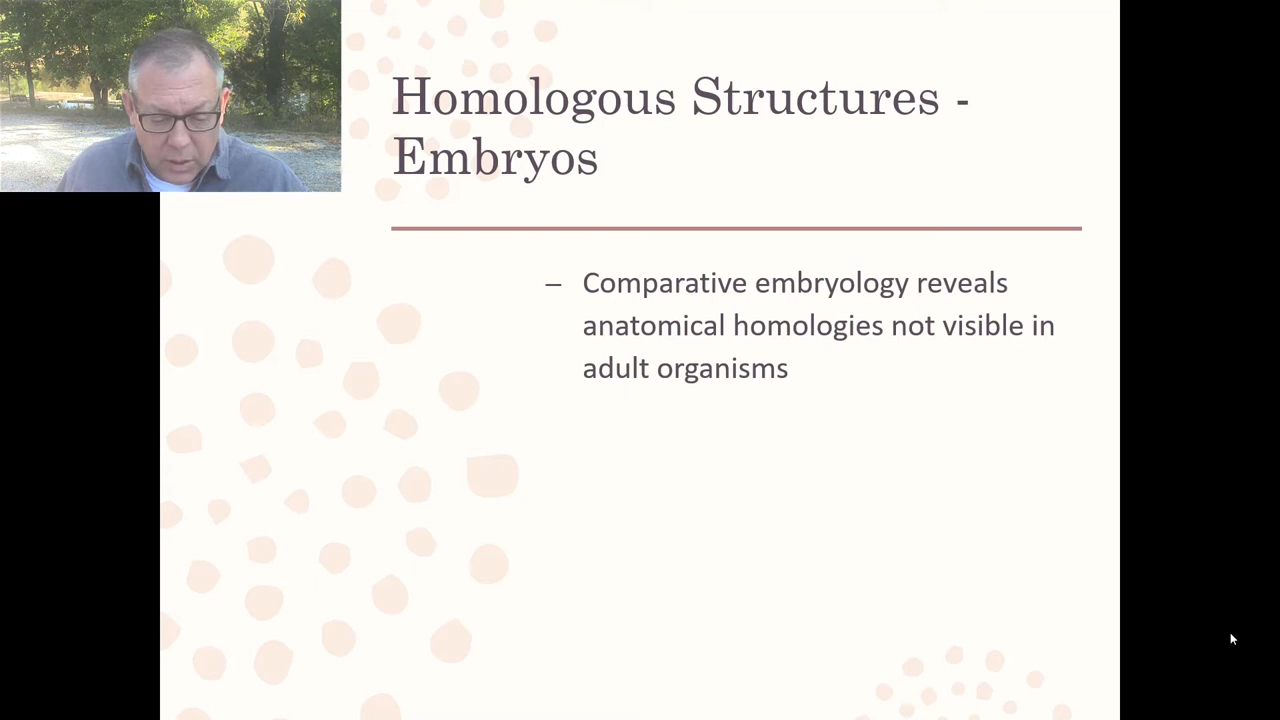 Homologous Structures -
Embryos
– Comparative embryology reveals
anatomical homologies not visible in
adult organisms